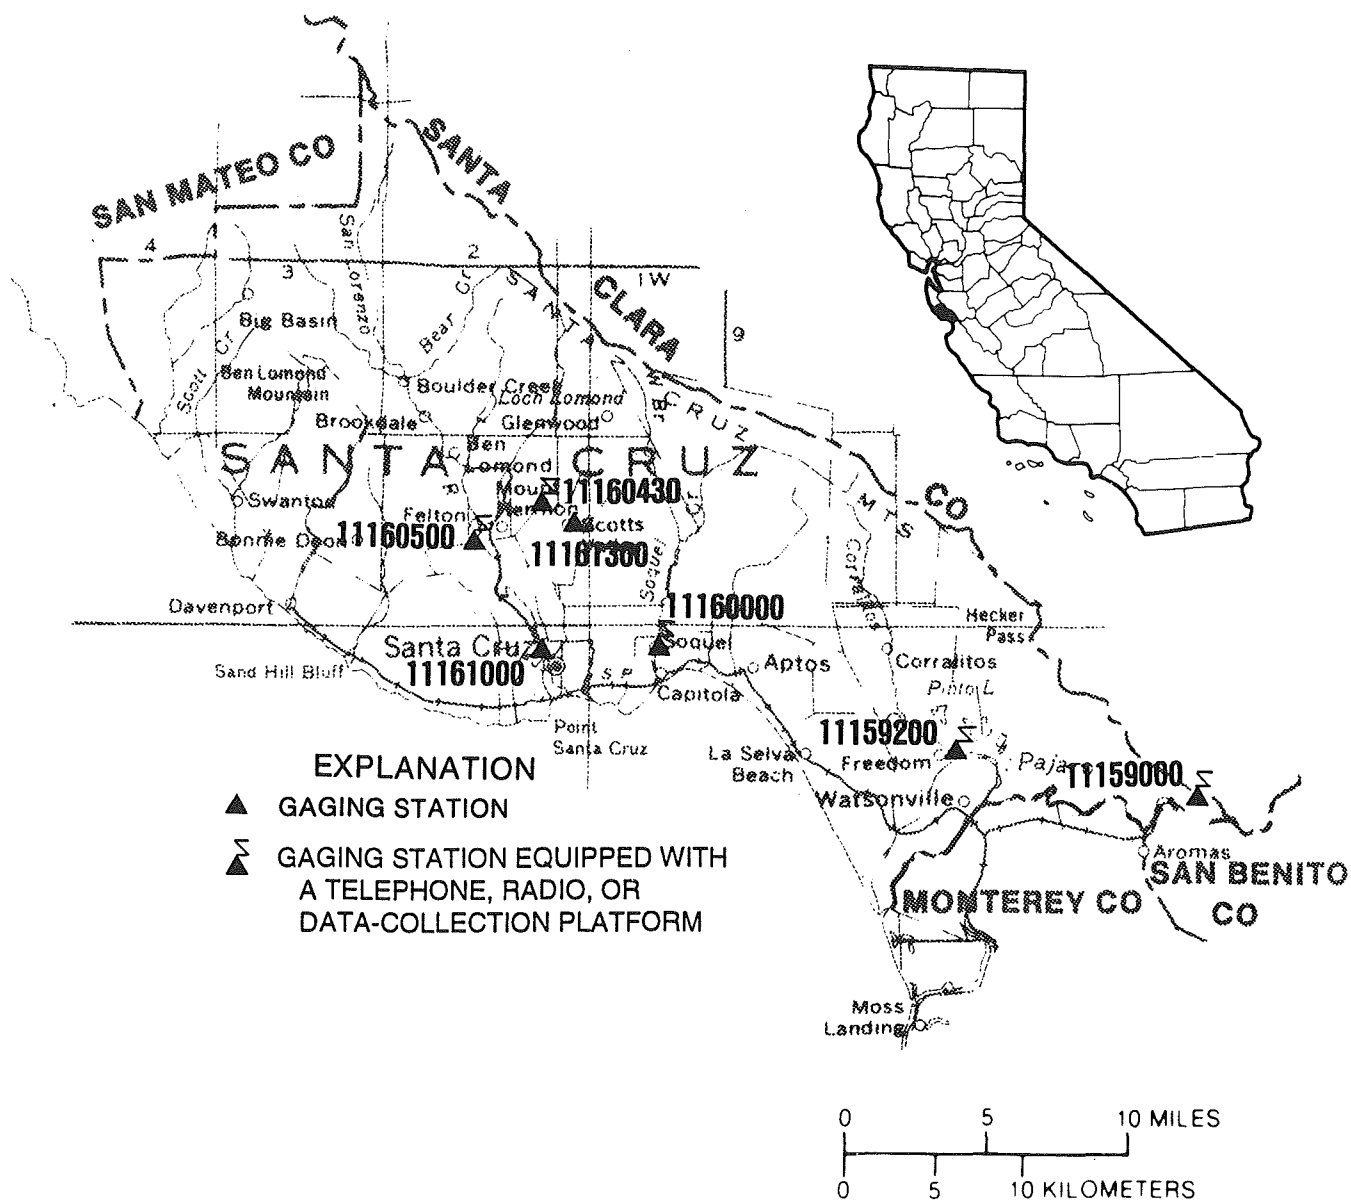 SAN MATEO CO
SANTA
CLARA
CO
4
3
2
1W
9
San Lorenzo
R
Big Basin
Bear Cr
Scott Cr
SANTA
CRUZ
MTS
Ben Lomond
Mountain
Boulder Creek
Loch Lomond
Brookdale
Glenwood
SANTA CRUZ
Ben
Lomond
Swanton
11160430
Felton
Scotts
Bonnie Doon
11160500
11161300
Soquel
Cr
Corralitos
Davenport
11160000
Hecker
Pass
Santa Cruz
Soquel
Aptos
Corralitos
Sand Hill Bluff
11161000
S P
Capitola
Pinto L
Point
Santa Cruz
11159200
La Selva
Beach
Freedom
11159000
Watsonville
Aromas
SAN BENITO
CO
MONTEREY CO
Moss
Landing
EXPLANATION
GAGING STATION
GAGING STATION EQUIPPED WITH
A TELEPHONE, RADIO, OR
DATA-COLLECTION PLATFORM
0 5 10 MILES
0 5 10 KILOMETERS